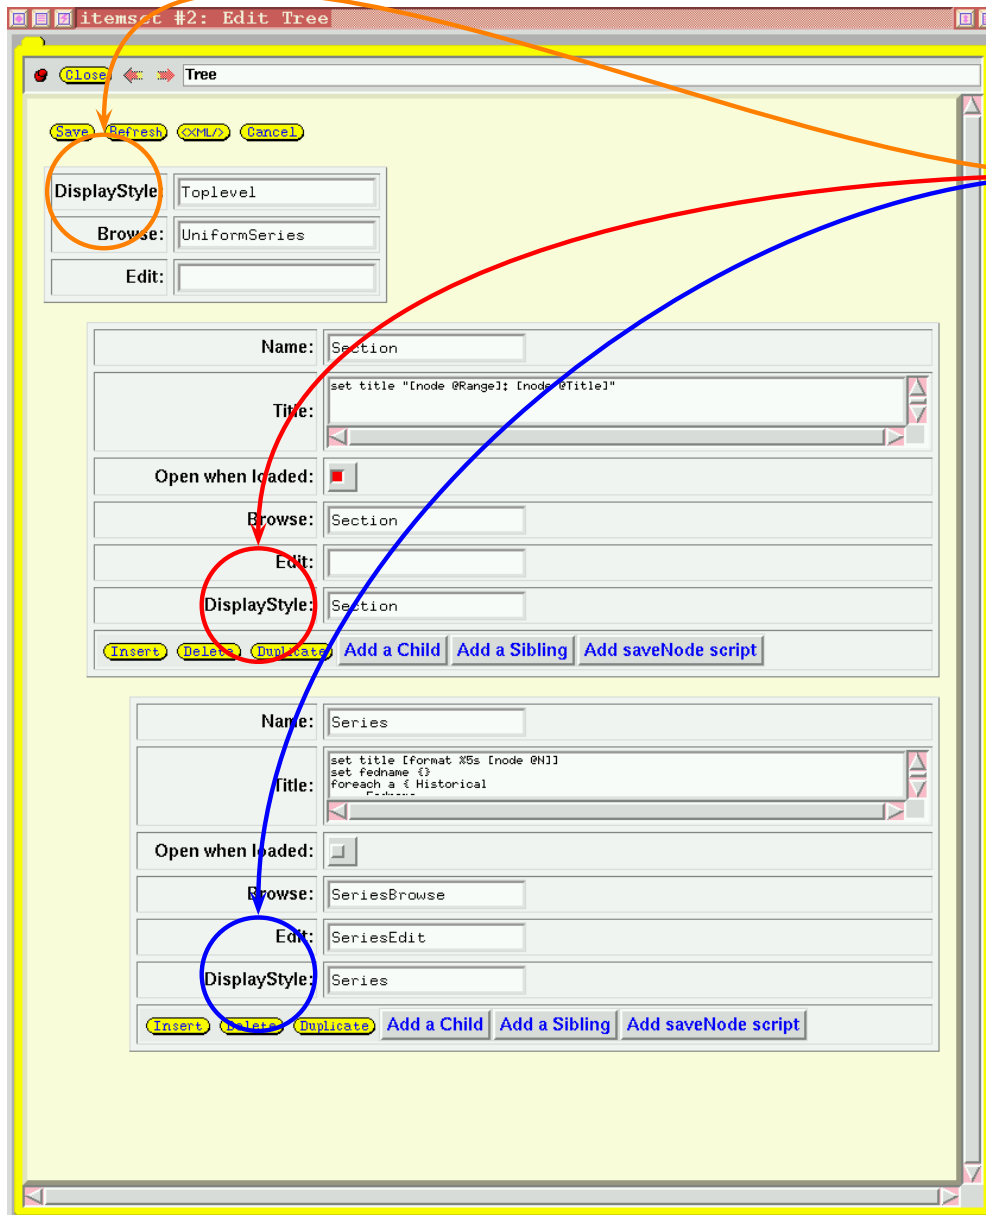 itemset #2: Edit Tree
Close Tree
Save Refresh <XML/> Cancel
DisplayStyle: Toplevel
Browse: UniformSeries
Edit:
Name: Section
Title: set title "[node @Range]: [node @Title]"
Open when loaded:
Browse: Section
Edit:
DisplayStyle: Section
Insert Delete Duplicate Add a Child Add a Sibling Add saveNode script
Name: Series
Title: set title [format %5s [node @N]]
set fedname {}
foreach a { Historical
Open when loaded:
Browse: SeriesBrowse
Edit: SeriesEdit
DisplayStyle: Series
Insert Delete Duplicate Add a Child Add a Sibling Add saveNode script